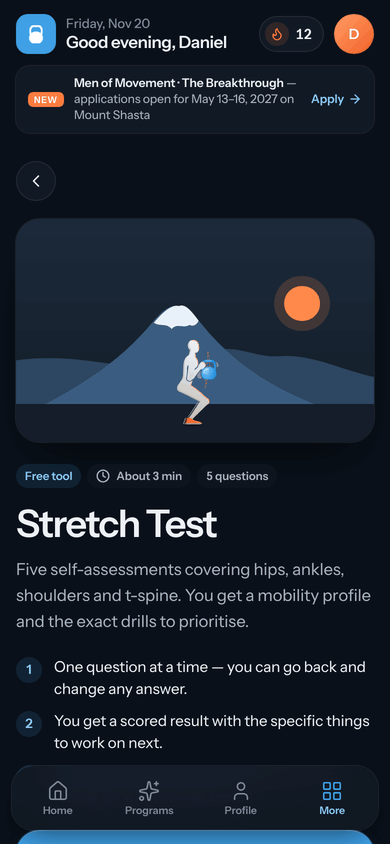 Friday, Nov 20
Good evening, Daniel
12
D
NEW
Men of Movement · The Breakthrough —
applications open for May 13–16, 2027 on
Mount Shasta
Apply →
Free tool
About 3 min
5 questions
Stretch Test
Five self-assessments covering hips, ankles,
shoulders and t-spine. You get a mobility profile
and the exact drills to prioritise.
1 One question at a time — you can go back and
change any answer.
2 You get a scored result with the specific things
to work on next.
Home
Programs
Profile
More